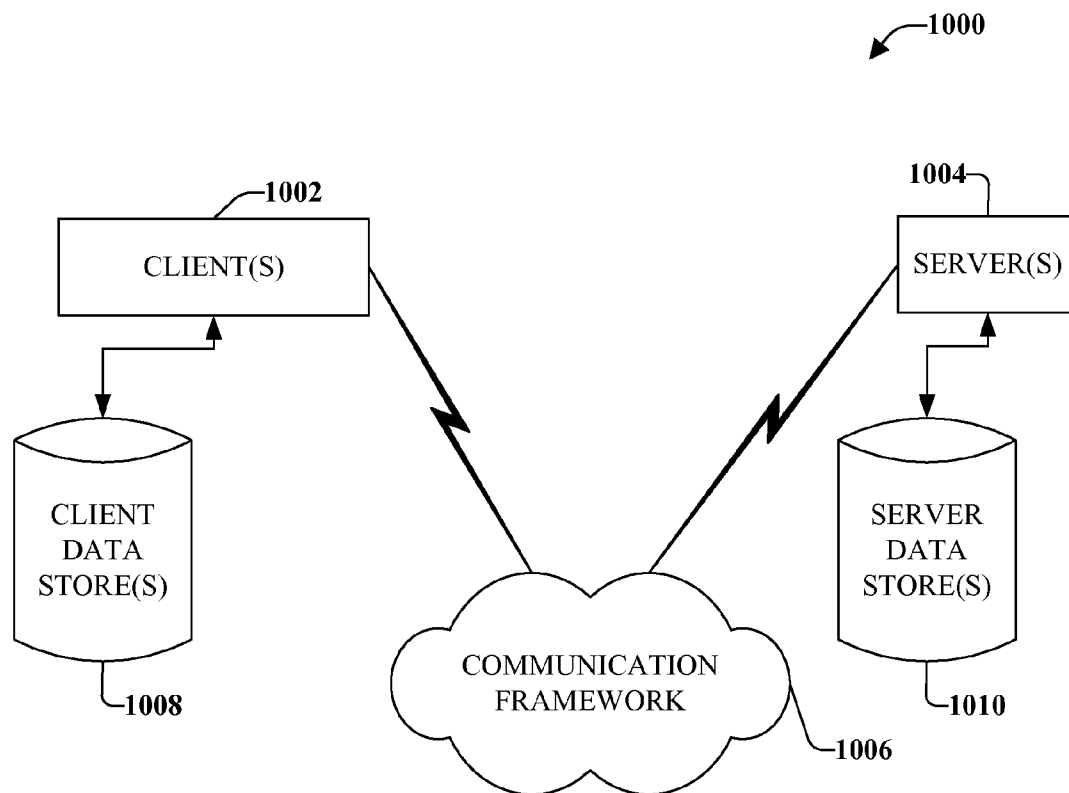 1000
1002
1004
CLIENT(S)
SERVER(S)
CLIENT
DATA
STORE(S)
SERVER
DATA
STORE(S)
COMMUNICATION
FRAMEWORK
1008
1010
1006